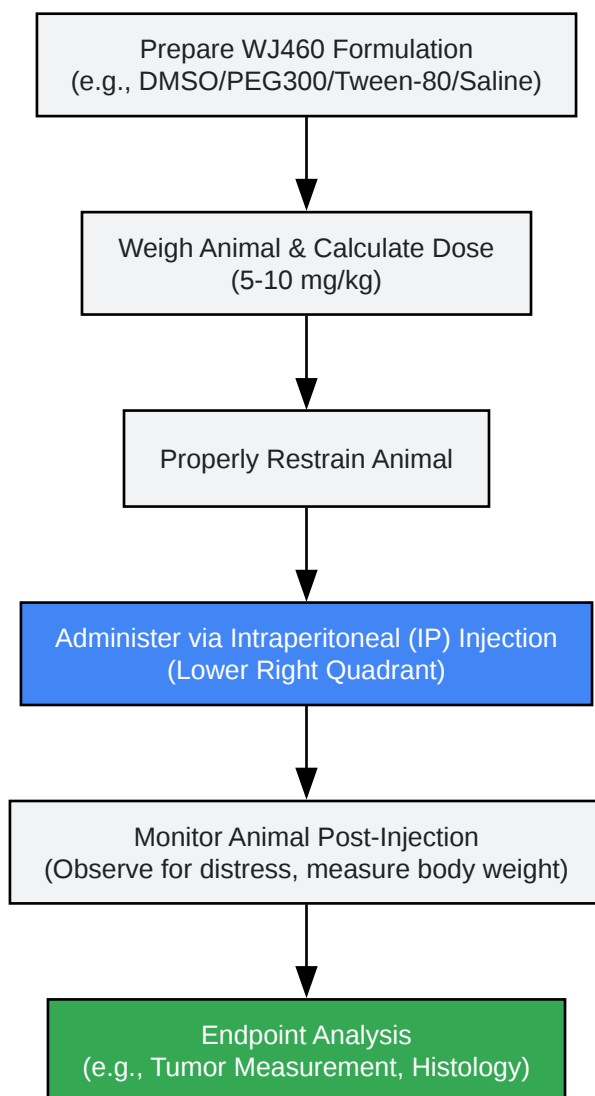 Prepare WJ460 Formulation
(e.g., DMSO/PEG300/Tween-80/Saline)
Weigh Animal & Calculate Dose
(5-10 mg/kg)
Properly Restrain Animal
Administer via Intraperitoneal (IP) Injection
(Lower Right Quadrant)
Monitor Animal Post-Injection
(Observe for distress, measure body weight)
Endpoint Analysis
(e.g., Tumor Measurement, Histology)